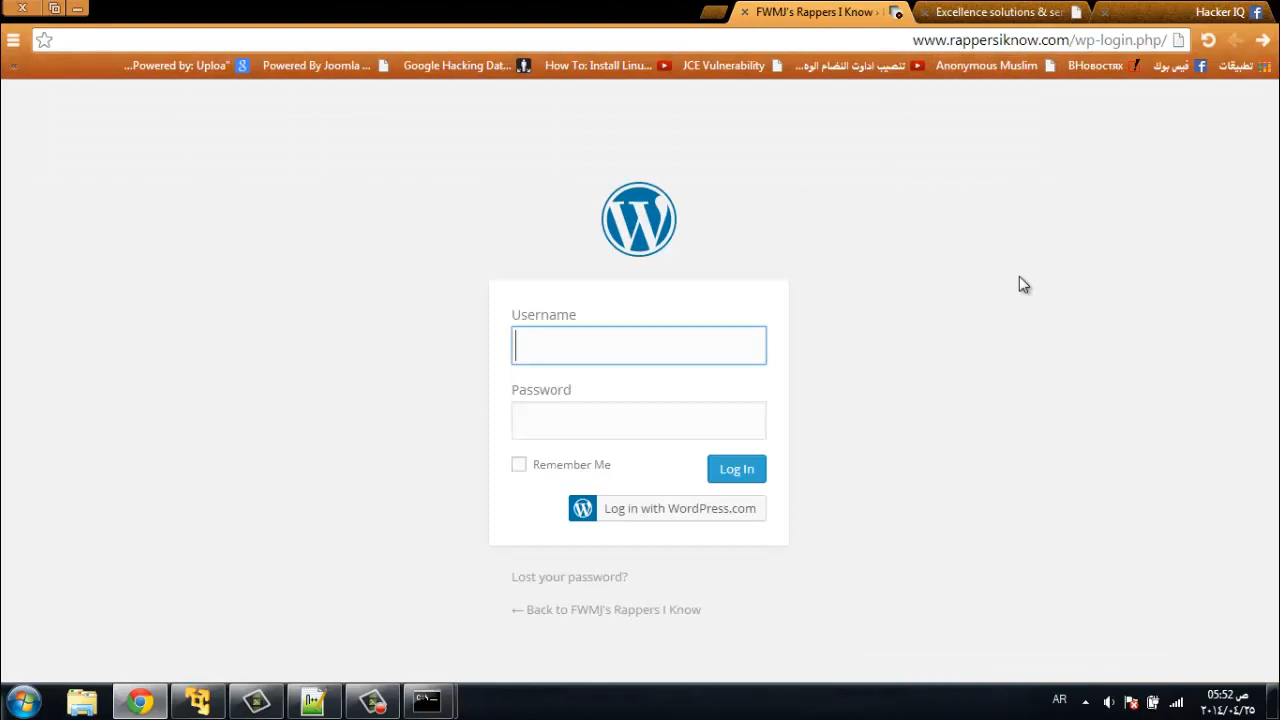 FWMJ's Rappers I Know ›
Excellence solutions & se
Hacker IQ
www.rappersiknow.com/wp-login.php/
...Powered by: Uploa"
Powered By Joomla ...
Google Hacking Dat...
How To: Install Linu...
JCE Vulnerability
تنصيب اداوت النضام الوه...
Anonymous Muslim
ВНовостях
فيس بوك
تطبيقات
W
Username
Password
Remember Me
Log In
Log in with WordPress.com
Lost your password?
← Back to FWMJ's Rappers I Know
AR
05:52 ص
٢٠١٤/٠٤/٢٥